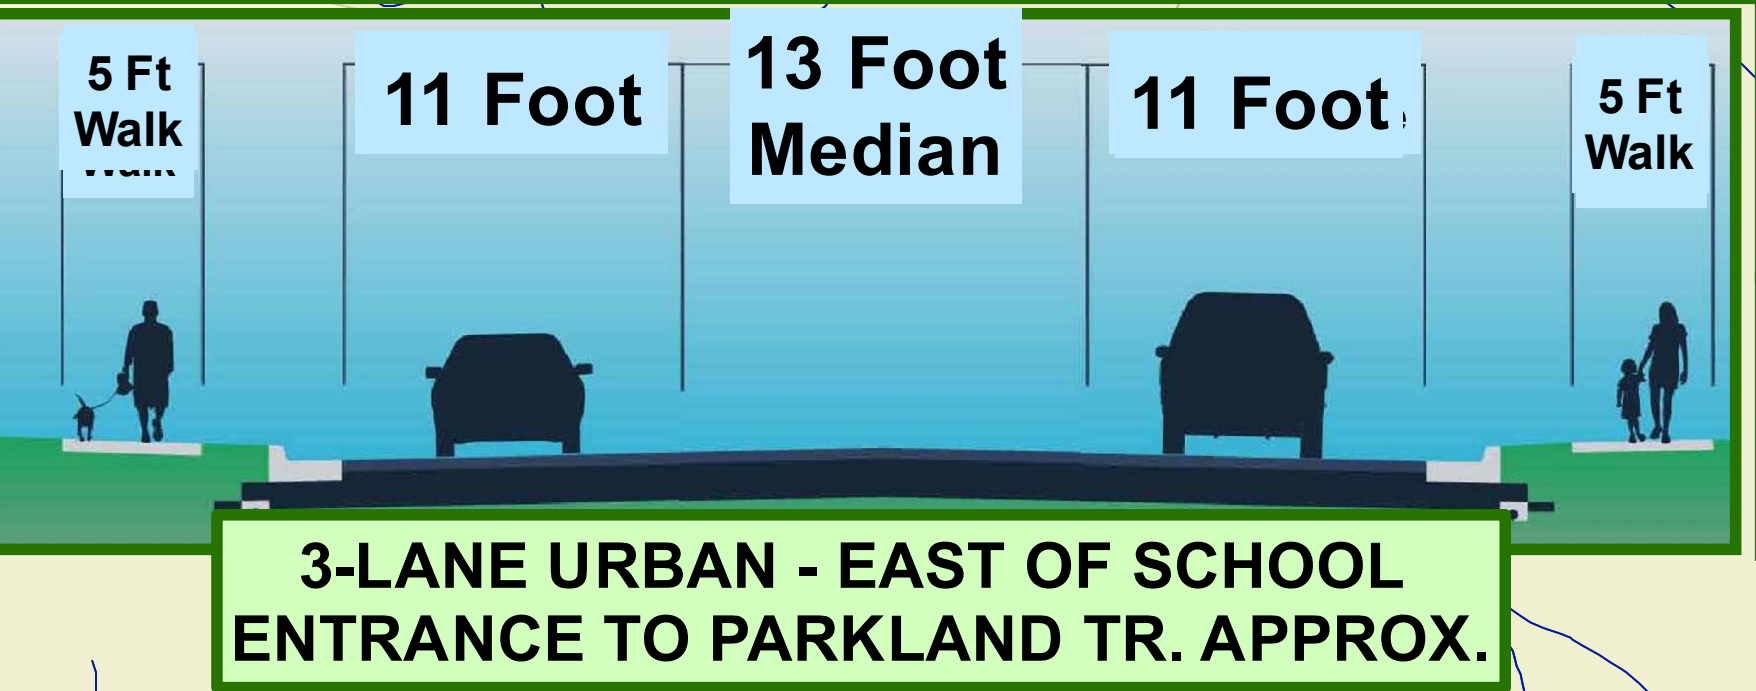 5 Ft
Walk
11 Foot
13 Foot
Median
11 Foot
5 Ft
Walk
3-LANE URBAN - EAST OF SCHOOL
ENTRANCE TO PARKLAND TR. APPROX.